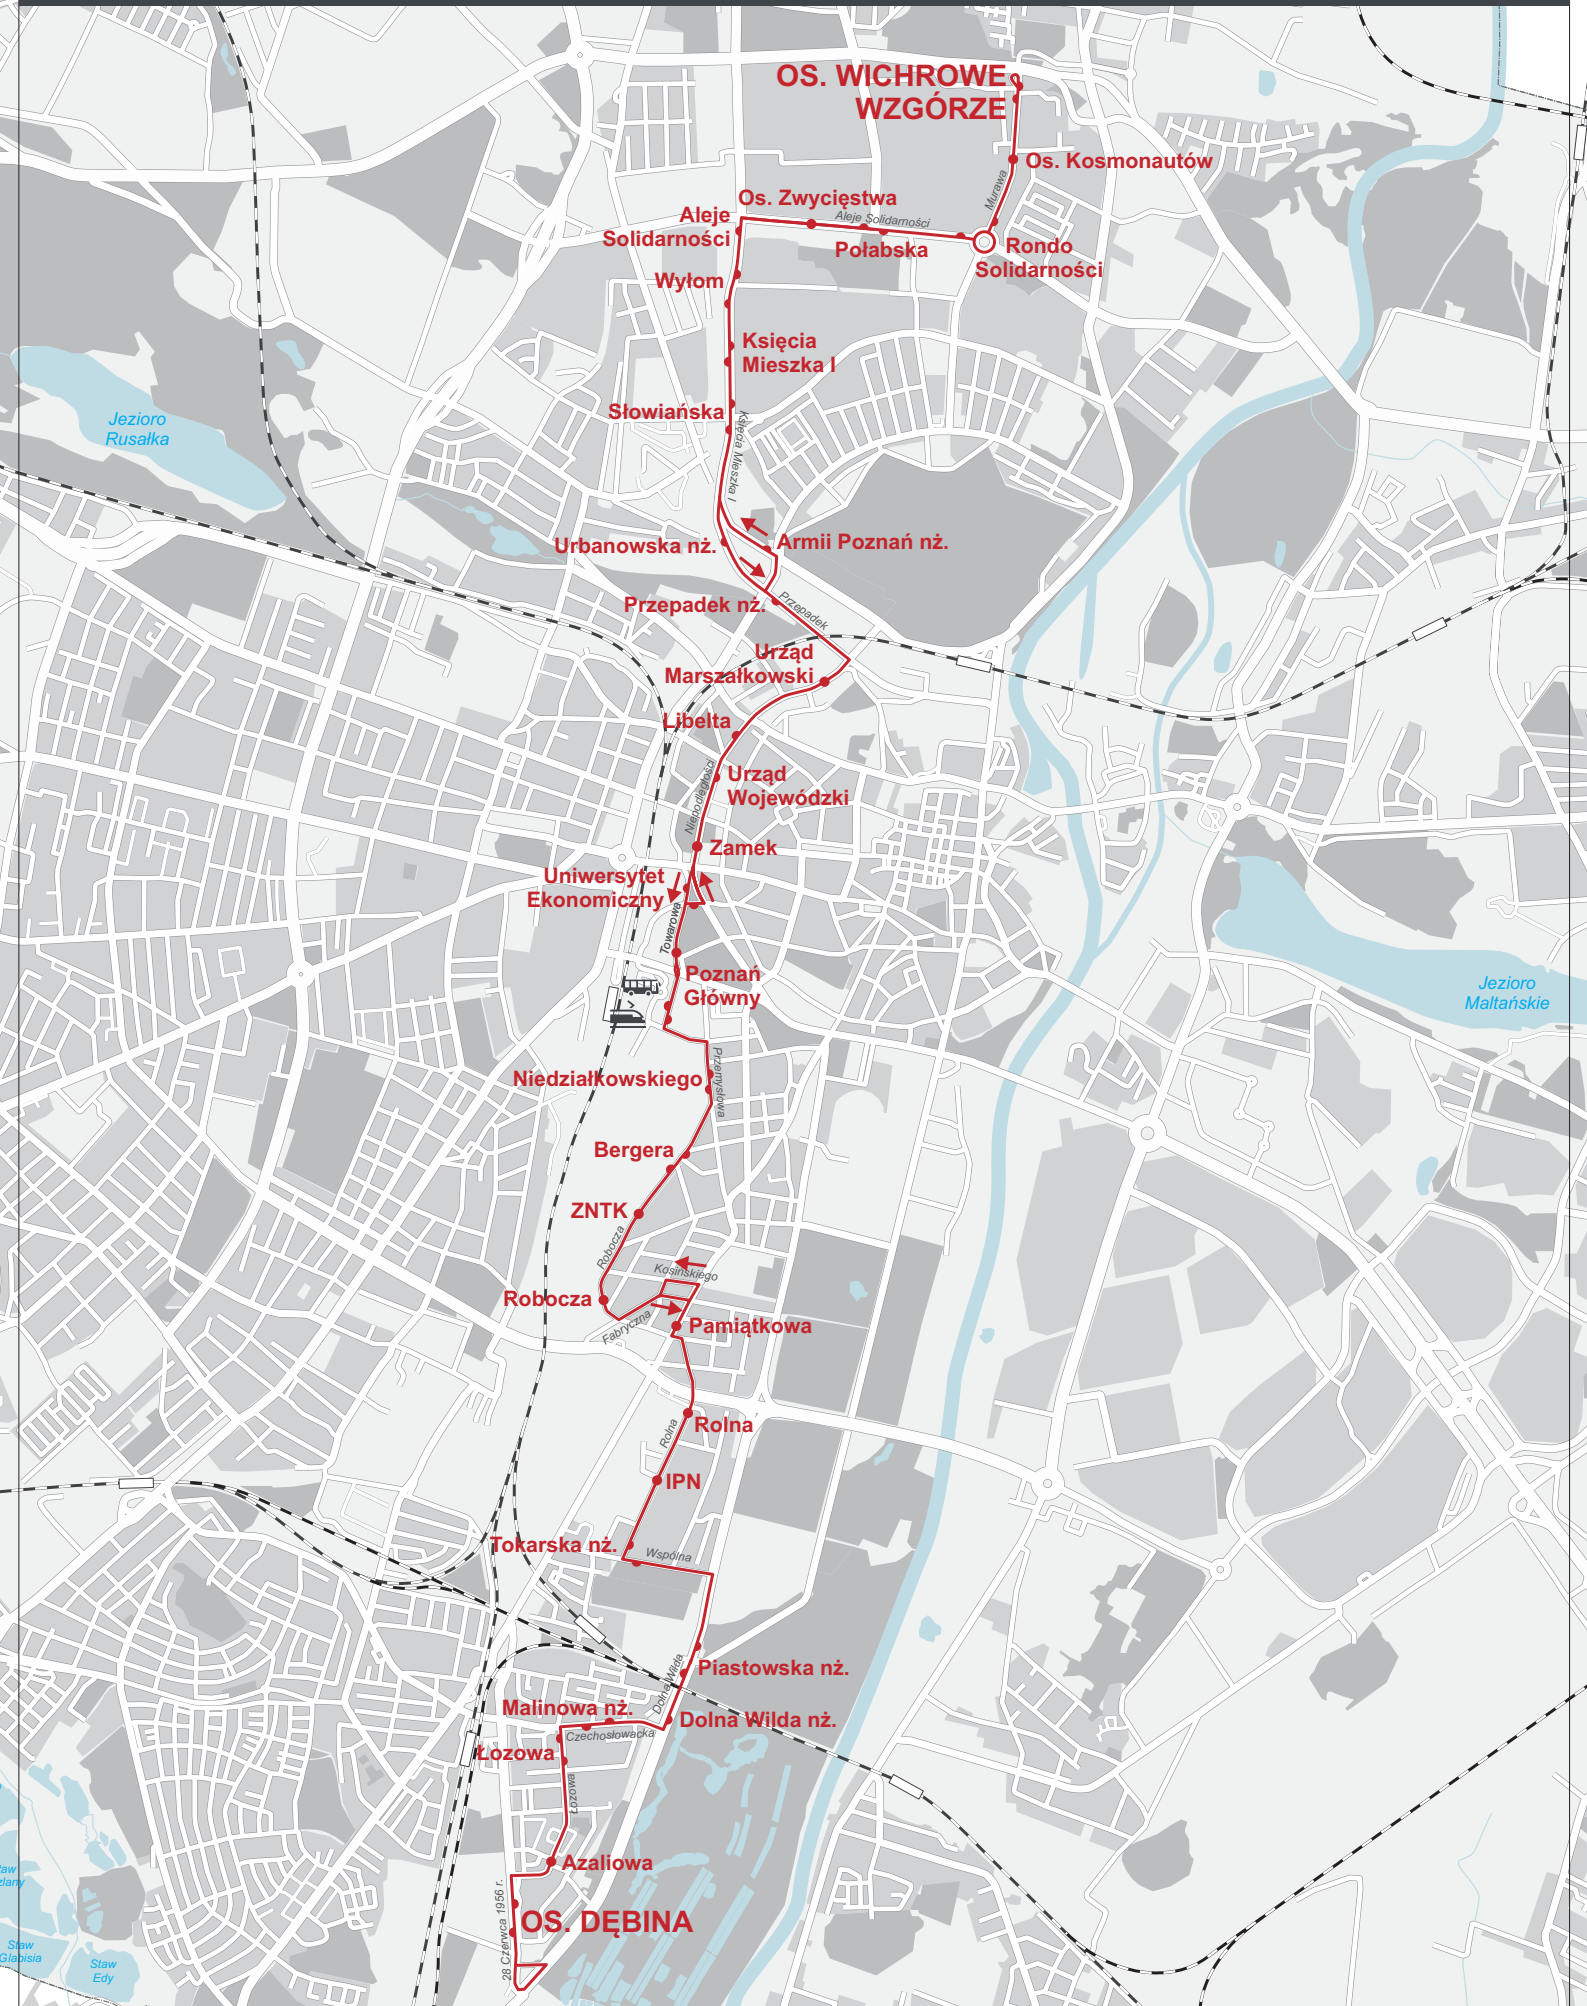 OS. WICHROWE
WZGÓRZE
Os. Kosmonautów
Murawa
Os. Zwycięstwa
Aleje Solidarności
Aleje
Solidarności
Połabska
Rondo
Solidarności
Wyłom
Księcia
Mieszka I
Słowiańska
Księcia Mieszka I
Jezioro
Rusałka
Urbanowska nż.
Armii Poznań nż.
Przepadek nż.
Przepadek
Urząd
Marszałkowski
Libelta
Urząd
Wojewódzki
Niepodległości
Zamek
Uniwersytet
Ekonomiczny
Towarowa
Poznań
Główny
Jezioro
Maltańskie
Niedziałkowskiego
Przemysłowa
Bergera
ZNTK
Robocza
Kosińskiego
Robocza
Fabryczna
Pamiątkowa
Rolna
Rolna
IPN
Tokarska nż.
Wspólna
Piastowska nż.
Dolna Wilda
Malinowa nż.
Dolna Wilda nż.
Czechosłowacka
Łozowa
Łozowa
Azaliowa
28 Czerwca 1956 r.
OS. DĘBINA
Staw
Glabisia
Staw
Edy